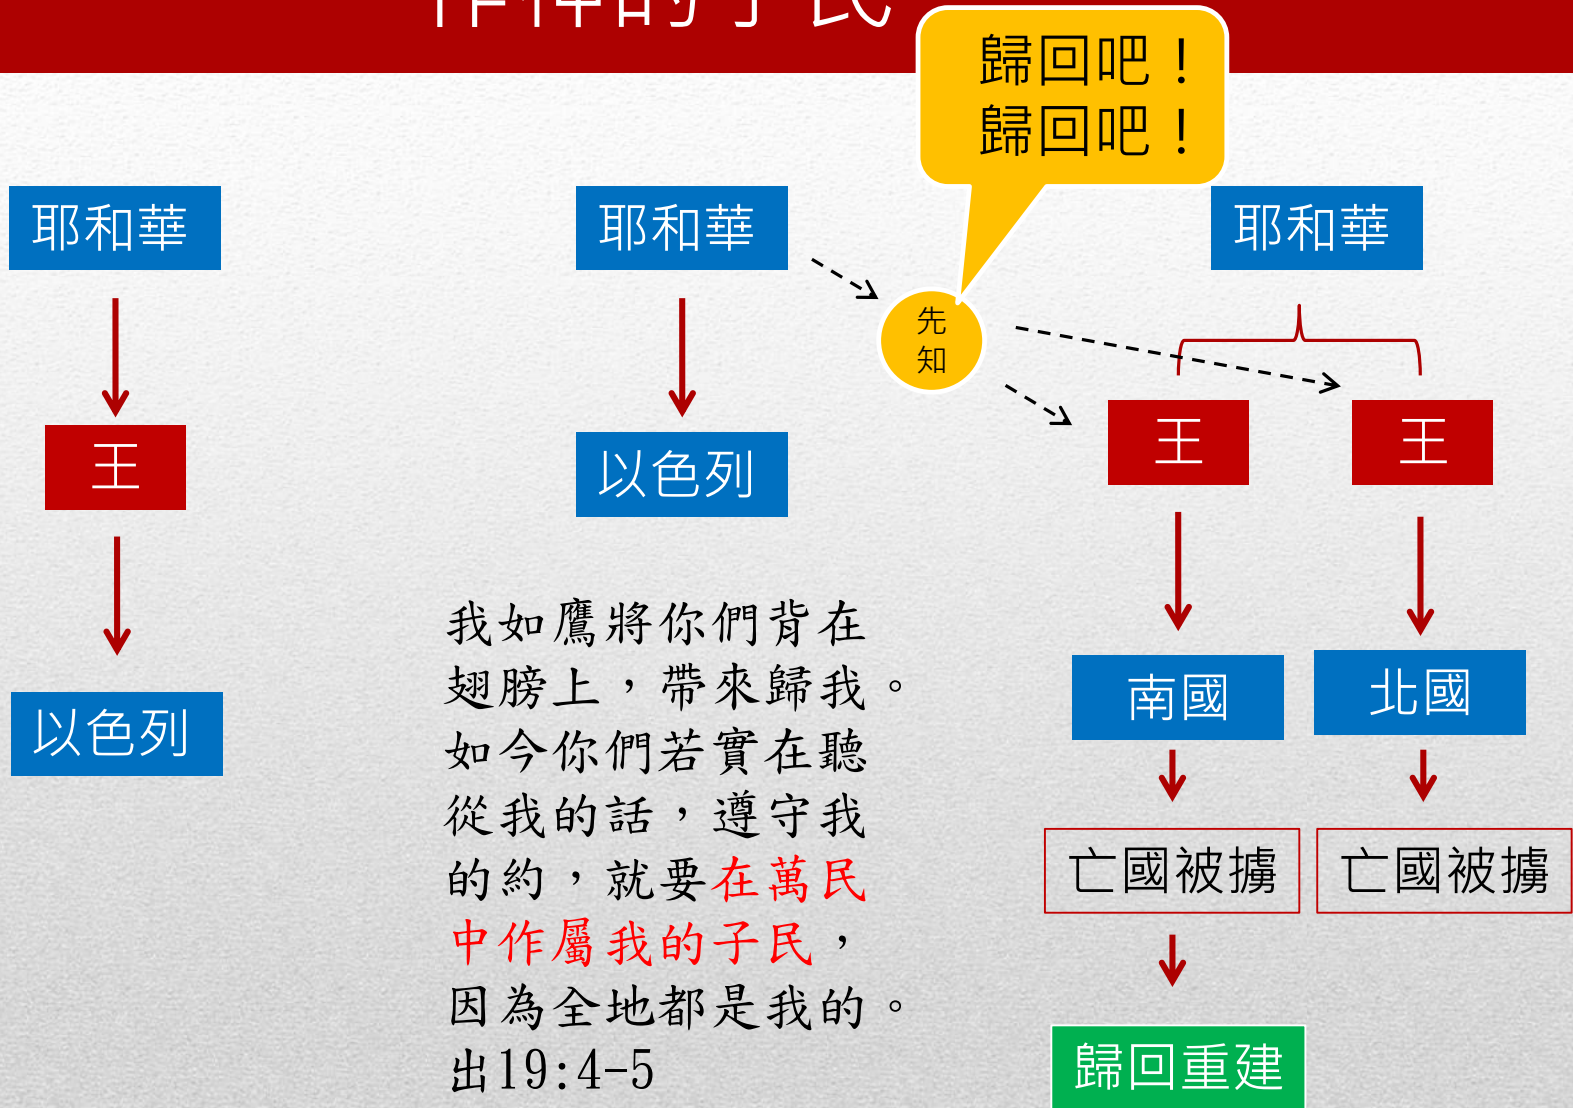 作神的子民
歸回吧！
歸回吧！
耶和華
耶和華
耶和華
先
知
王
王
王
以色列
以色列
南國
北國
我如鷹將你們背在
翅膀上，帶來歸我。
如今你們若實在聽
從我的話，遵守我
的約，就要在萬民
中作屬我的子民，
因為全地都是我的。
出19:4-5
亡國被擄
亡國被擄
歸回重建